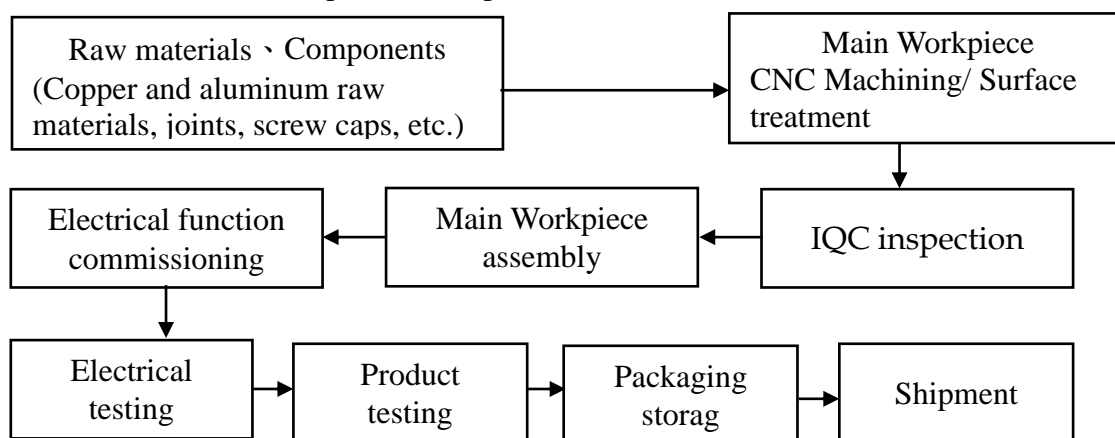 Raw materials、Components
(Copper and aluminum raw
materials, joints, screw caps, etc.)
Main Workpiece
CNC Machining/ Surface
treatment
Electrical function
commissioning
Main Workpiece
assembly
IQC inspection
Electrical
testing
Product
testing
Packaging
storag
Shipment